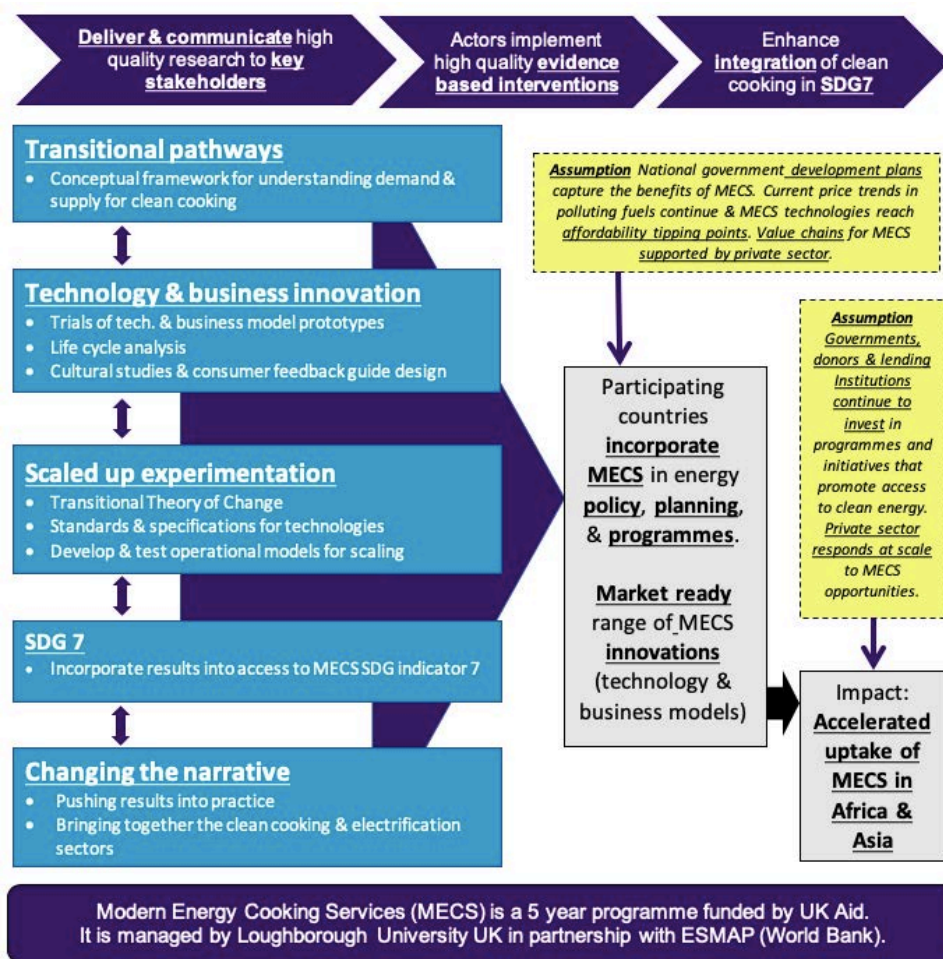 Deliver & communicate high
quality research to key
stakeholders
Actors implement
high quality evidence
based interventions
Enhance
integration of clean
cooking in SDG7
Transitional pathways
• Conceptual framework for understanding demand &
supply for clean cooking
Technology & business innovation
• Trials of tech. & business model prototypes
• Life cycle analysis
• Cultural studies & consumer feedback guide design
Scaled up experimentation
• Transitional Theory of Change
• Standards & specifications for technologies
• Develop & test operational models for scaling
SDG 7
• Incorporate results into access to MECS SDG indicator 7
Changing the narrative
• Pushing results into practice
• Bringing together the clean cooking & electrification
sectors
Assumption National government development plans
capture the benefits of MECS. Current price trends in
polluting fuels continue & MECS technologies reach
affordability tipping points. Value chains for MECS
supported by private sector.
Participating
countries
incorporate
MECS in energy
policy, planning,
& programmes.
Market ready
range of MECS
innovations
(technology &
business models)
Assumption
Governments,
donors & lending
Institutions
continue to
invest in
programmes and
initiatives that
promote access
to clean energy.
Private sector
responds at scale
to MECS
opportunities.
Impact:
Accelerated
uptake of
MECS in
Africa &
Asia
Modern Energy Cooking Services (MECS) is a 5 year programme funded by UK Aid.
It is managed by Loughborough University UK in partnership with ESMAP (World Bank).